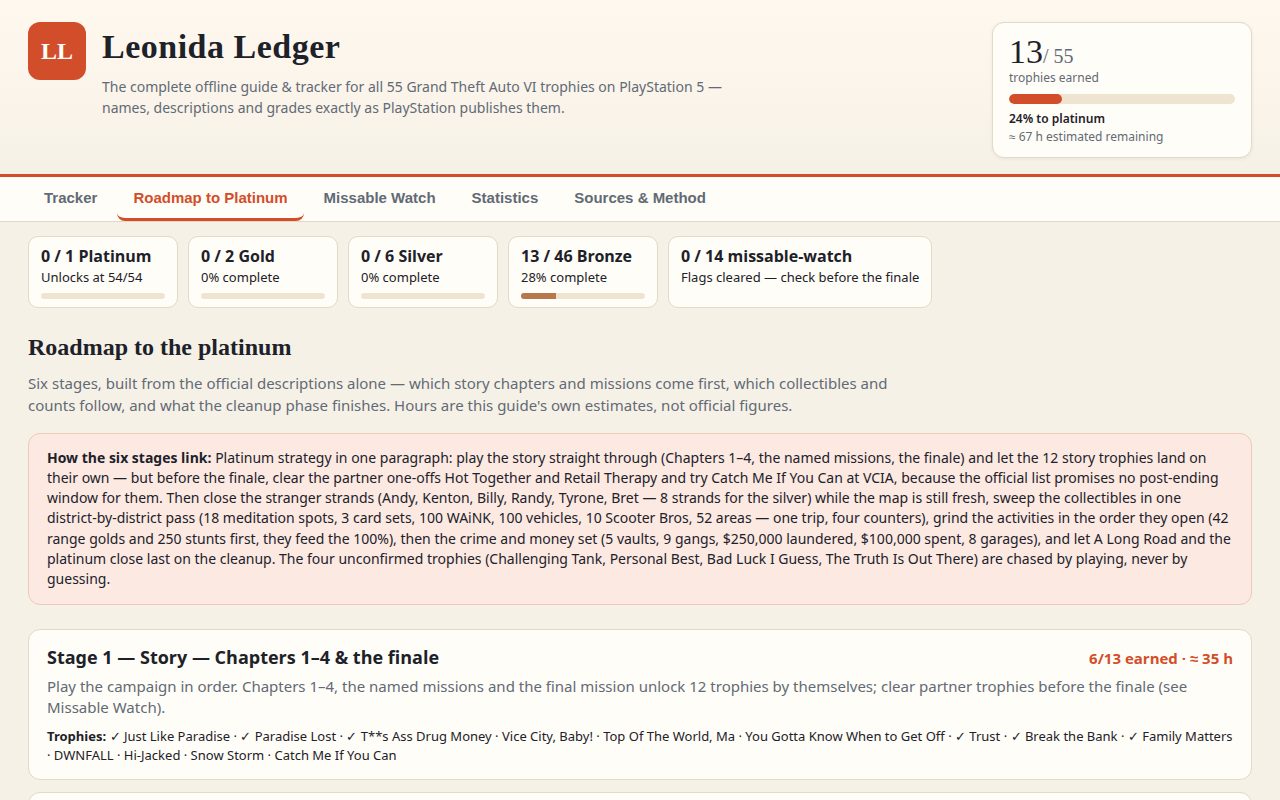 LL
Leonida Ledger
The complete offline guide & tracker for all 55 Grand Theft Auto VI trophies on PlayStation 5 —
names, descriptions and grades exactly as PlayStation publishes them.
13/ 55
trophies earned
24% to platinum
≈ 67 h estimated remaining
Tracker
Roadmap to Platinum
Missable Watch
Statistics
Sources & Method
0 / 1 Platinum
Unlocks at 54/54
0 / 2 Gold
0% complete
0 / 6 Silver
0% complete
13 / 46 Bronze
28% complete
0 / 14 missable-watch
Flags cleared — check before the finale
Roadmap to the platinum
Six stages, built from the official descriptions alone — which story chapters and missions come first, which collectibles and
counts follow, and what the cleanup phase finishes. Hours are this guide's own estimates, not official figures.
How the six stages link: Platinum strategy in one paragraph: play the story straight through (Chapters 1–4, the named missions, the finale) and let the 12 story trophies land on
their own — but before the finale, clear the partner one-offs Hot Together and Retail Therapy and try Catch Me If You Can at VCIA, because the official list promises no post-ending
window for them. Then close the stranger strands (Andy, Kenton, Billy, Randy, Tyrone, Bret — 8 strands for the silver) while the map is still fresh, sweep the collectibles in one
district-by-district pass (18 meditation spots, 3 card sets, 100 WAiNK, 100 vehicles, 10 Scooter Bros, 52 areas — one trip, four counters), grind the activities in the order they open (42
range golds and 250 stunts first, they feed the 100%), then the crime and money set (5 vaults, 9 gangs, $250,000 laundered, $100,000 spent, 8 garages), and let A Long Road and the
platinum close last on the cleanup. The four unconfirmed trophies (Challenging Tank, Personal Best, Bad Luck I Guess, The Truth Is Out There) are chased by playing, never by
guessing.
Stage 1 — Story — Chapters 1–4 & the finale
6/13 earned · ≈ 35 h
Play the campaign in order. Chapters 1–4, the named missions and the final mission unlock 12 trophies by themselves; clear partner trophies before the finale (see
Missable Watch).
Trophies: ✓ Just Like Paradise · ✓ Paradise Lost · ✓ T**s Ass Drug Money · Vice City, Baby! · Top Of The World, Ma · You Gotta Know When to Get Off · ✓ Trust · ✓ Break the Bank · ✓ Family Matters
· DWNFALL · Hi-Jacked · Snow Storm · Catch Me If You Can